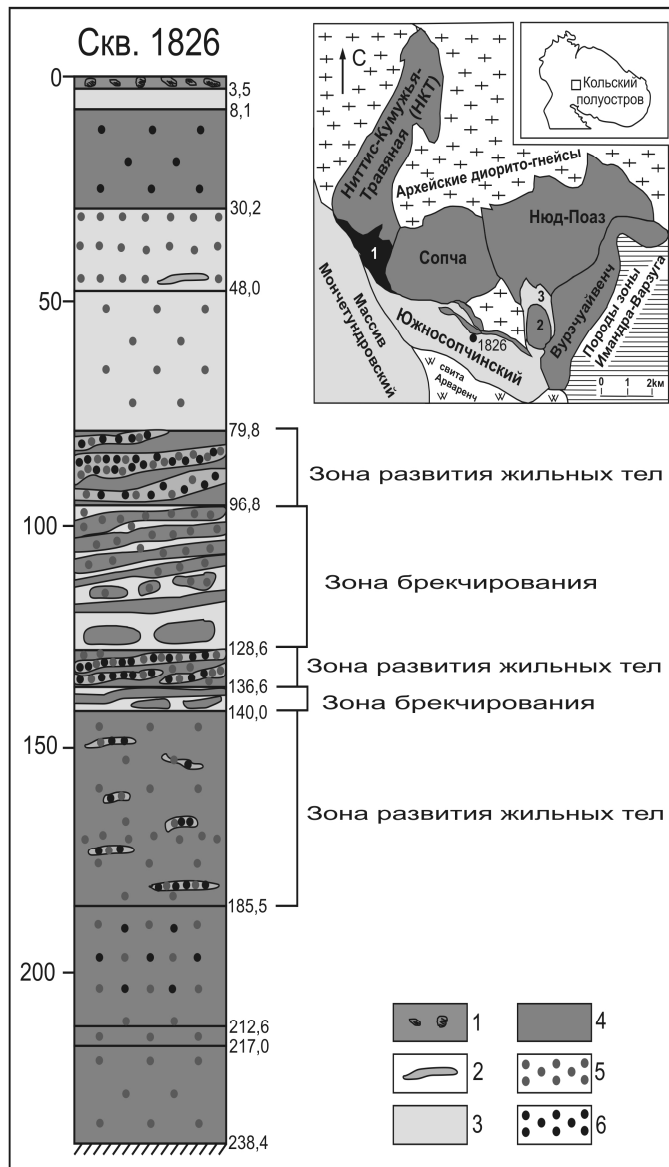 Скв. 1826
0
3,5
8,1
30,2
48,0
50
79,8
96,8
100
128,6
136,6
140,0
150
185,5
200
212,6
217,0
238,4
Зона развития жильных тел
Зона брекчирования
Зона развития жильных тел
Зона брекчирования
Зона развития жильных тел
С
Ниттис-Кумужья-
Травяная (НКТ)
Архейские диорито-гнейсы
Кольский
полуостров
Нюд-Поаз
Сопча
1
3
2
1826
Южносопчинский
Массив
Мончетундровский
Вурэчуайвенч
Породы зоны
Имандра-Варзуга
свита
Арваренч
0 1 2км
1
2
3
4
5
6